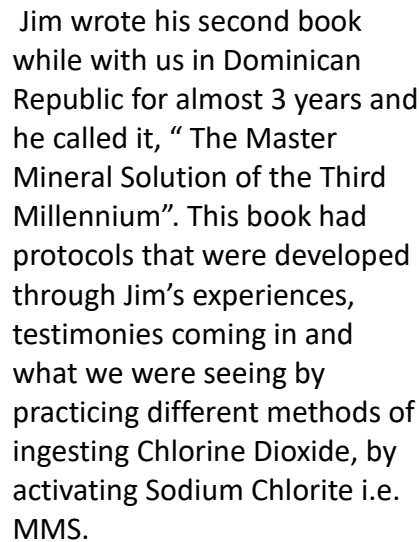 Jim wrote his second book
while with us in Dominican
Republic for almost 3 years and
he called it, “ The Master
Mineral Solution of the Third
Millennium”. This book had
protocols that were developed
through Jim’s experiences,
testimonies coming in and
what we were seeing by
practicing different methods of
ingesting Chlorine Dioxide, by
activating Sodium Chlorite i.e.
MMS.